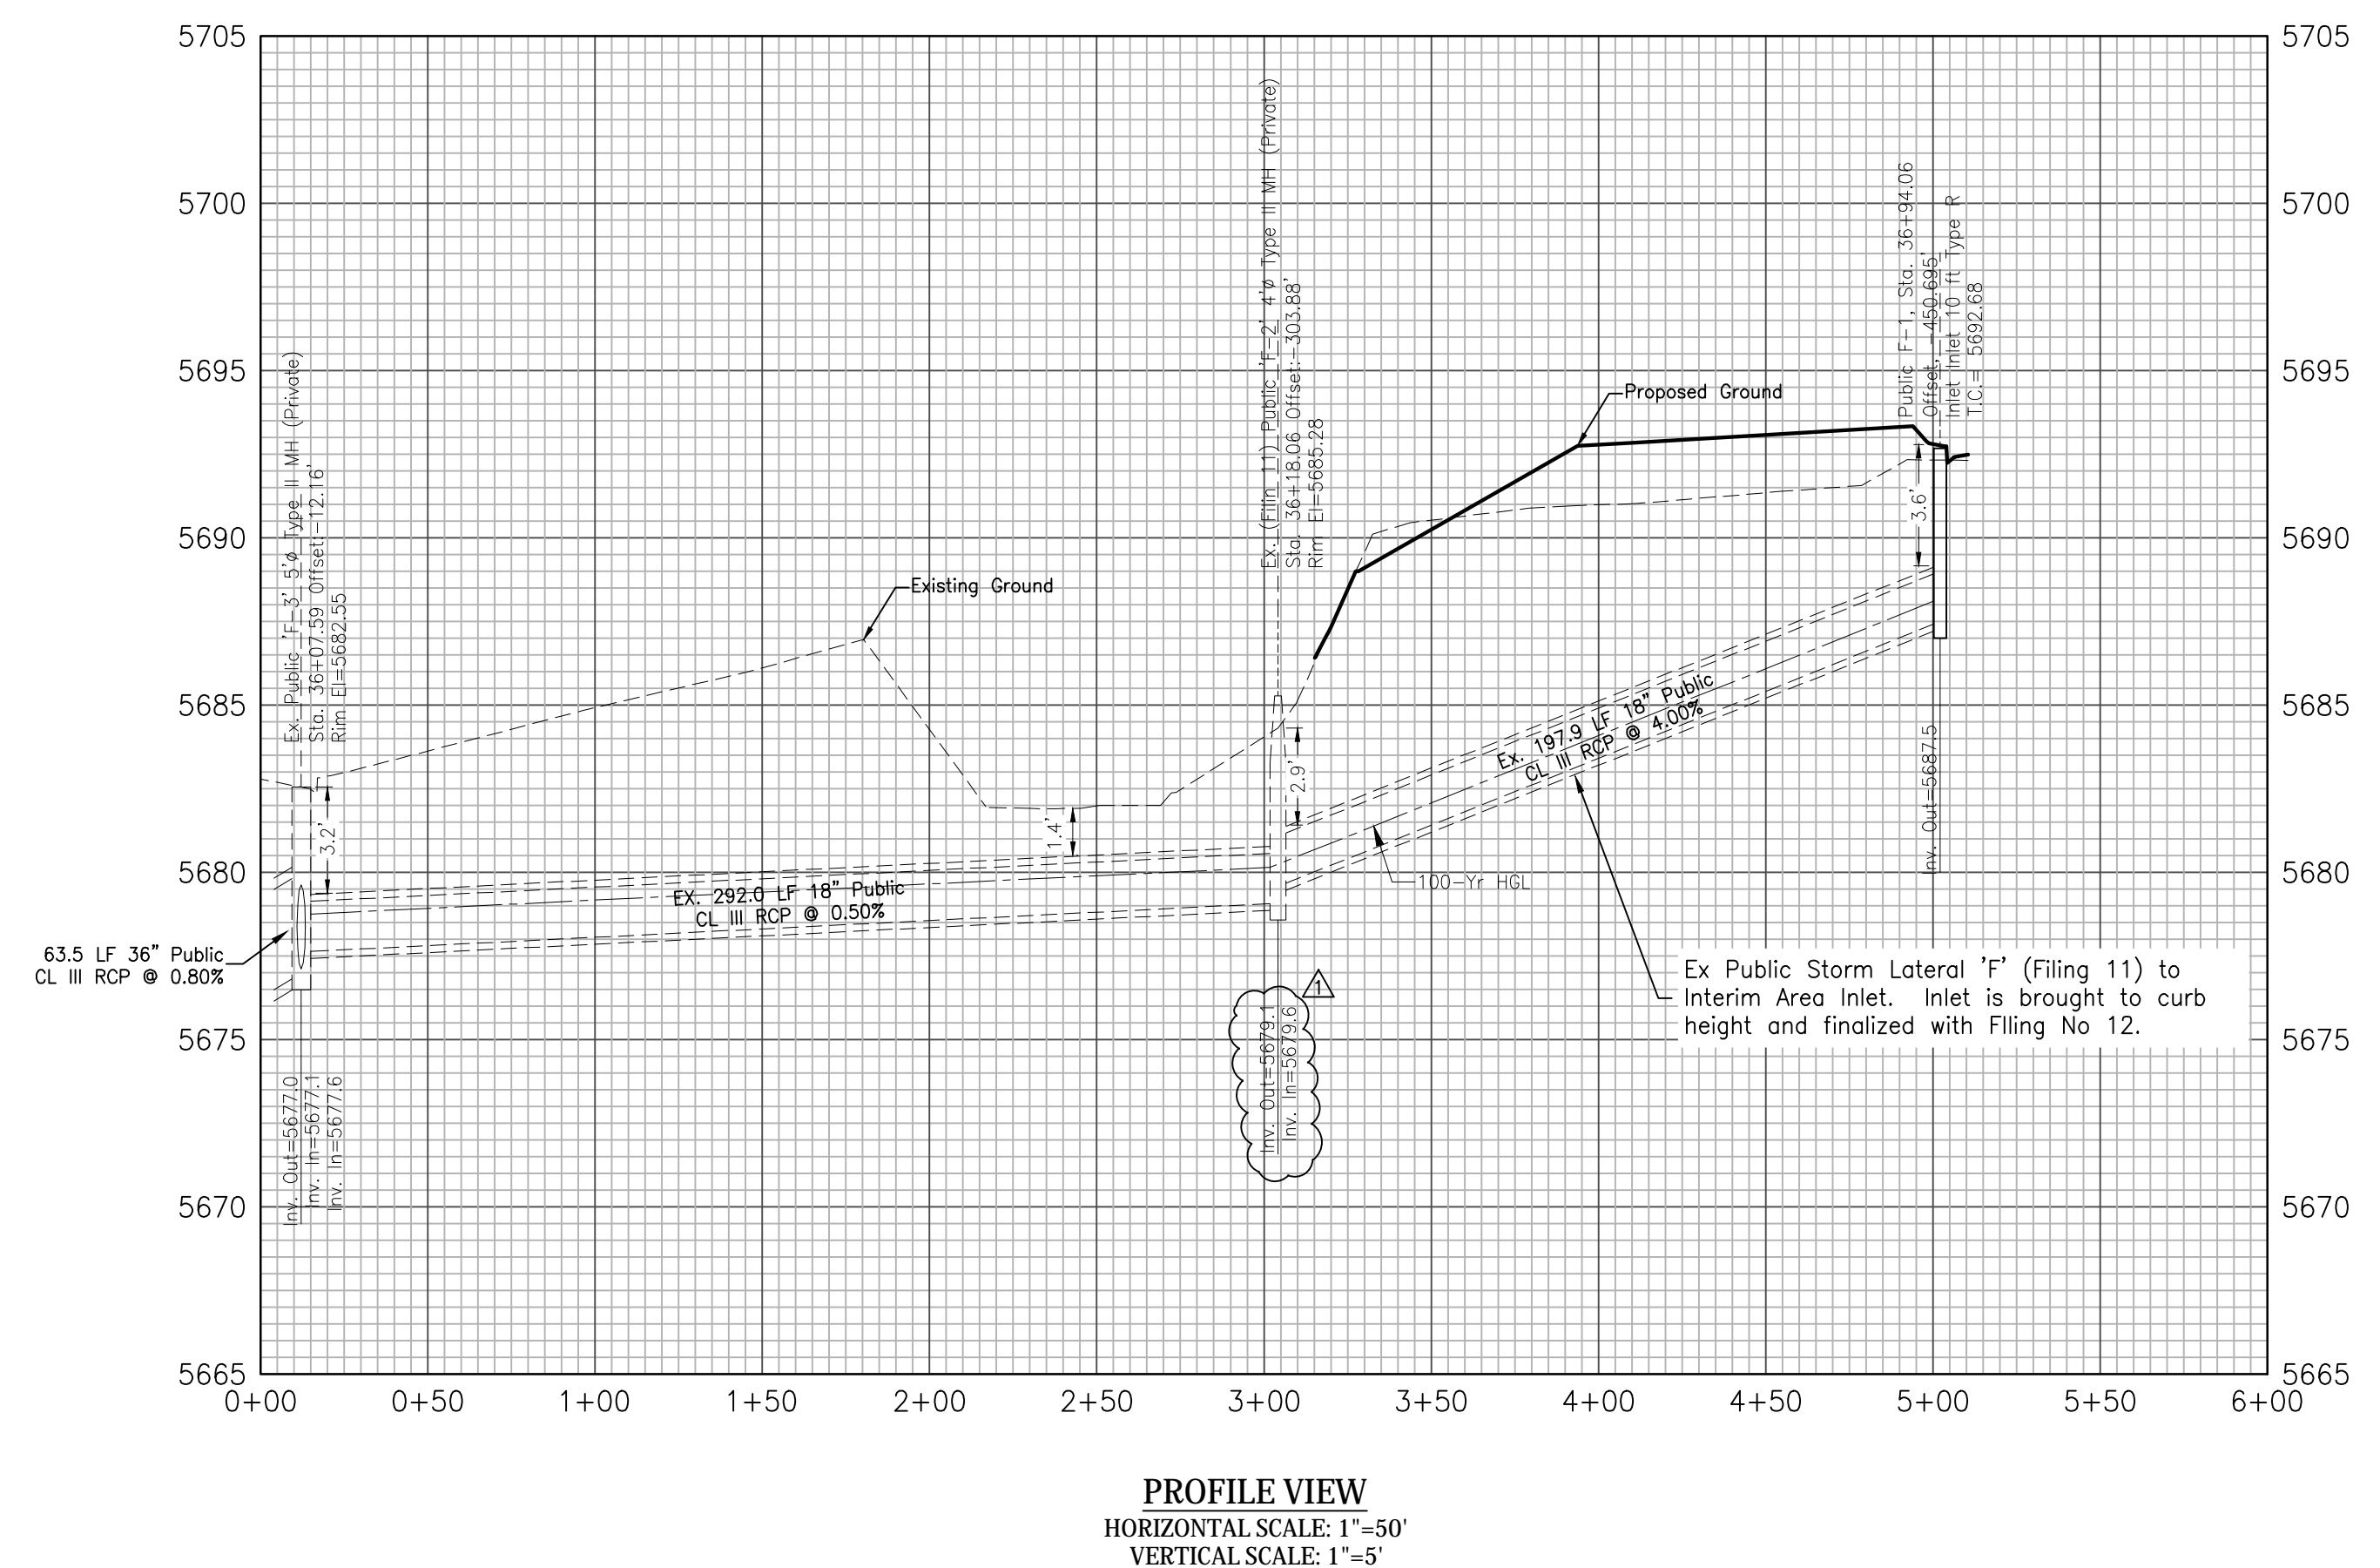 5705
5700
5695
5690
5685
5680
5675
5670
5665
5705
5700
5695
5690
5685
5680
5675
5670
5665
0+00 0+50 1+00 1+50 2+00 2+50 3+00 3+50 4+00 4+50 5+00 5+50 6+00
Ex. Public 'F-3' 5'ø Type II MH (Private)
Sta. 36+07.59 Offset:-12.16'
Rim El=5682.55
3.2'
63.5 LF 36" Public
CL III RCP @ 0.80%
Inv. Out=5677.0
Inv. In=5677.1
Inv. In=5677.6
Existing Ground
EX. 292.0 LF 18" Public
CL III RCP @ 0.50%
1.4'
Ex. (Filin 11) Public 'F-2' 4'ø Type II MH (Private)
Sta. 36+18.06 Offset:-303.88'
Rim El=5685.28
2.9'
1
Inv. Out=5679.1
Inv. In=5679.6
Proposed Ground
Ex. 197.9 LF 18" Public
CL III RCP @ 4.00%
100-Yr HGL
Public F-1, Sta. 36+94.06
Offset, -450.695'
Inlet Inlet 10 ft Type R
T.C.= 5692.68
3.6'
Inv. Out=5687.5
Ex Public Storm Lateral 'F' (Filing 11) to
Interim Area Inlet. Inlet is brought to curb
height and finalized with FIling No 12.
PROFILE VIEW
HORIZONTAL SCALE: 1"=50'
VERTICAL SCALE: 1"=5'